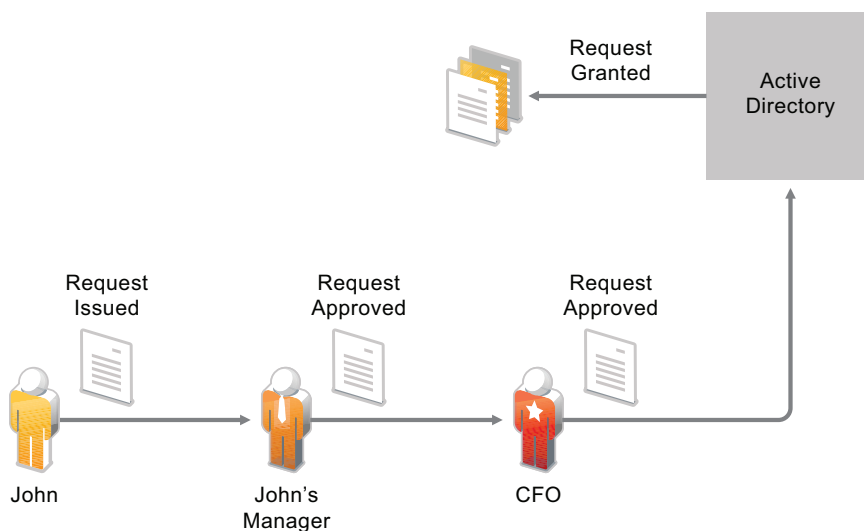 Request
Granted
Active
Directory
Request
Issued
Request
Approved
Request
Approved
John
John's
Manager
CFO